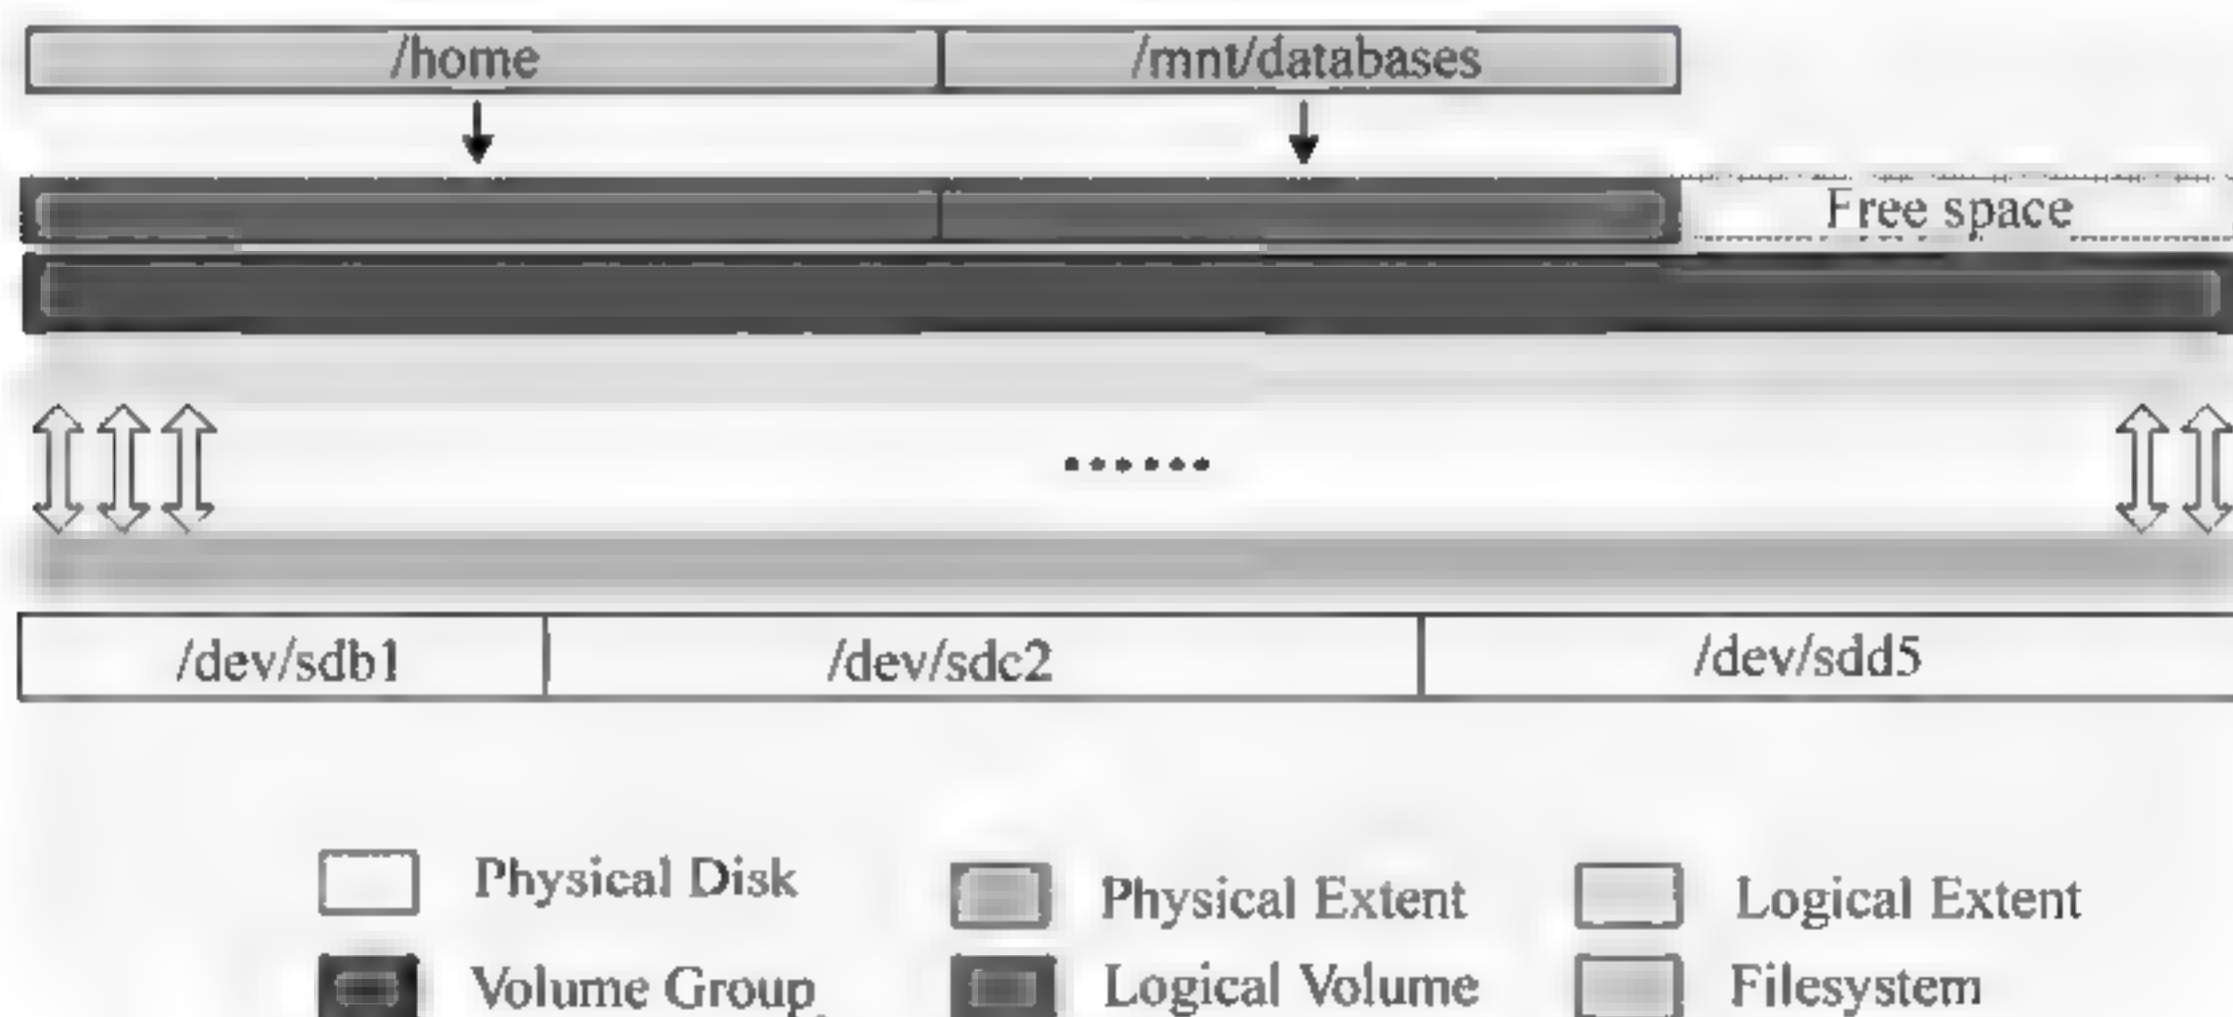 /home /mnt/databases
Free space
......
/dev/sdb1 /dev/sdc2 /dev/sdd5
Physical Disk Physical Extent Logical Extent
Volume Group Logical Volume Filesystem